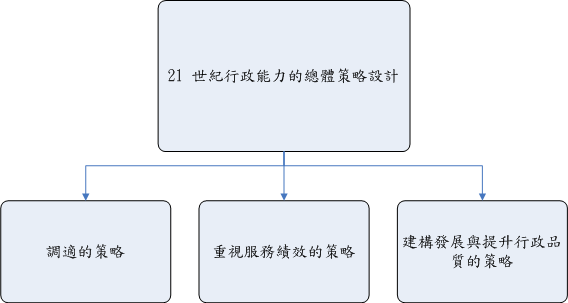 21 世紀行政能力的總體策略設計
調適的策略
重視服務績效的策略
建構發展與提升行政品
質的策略